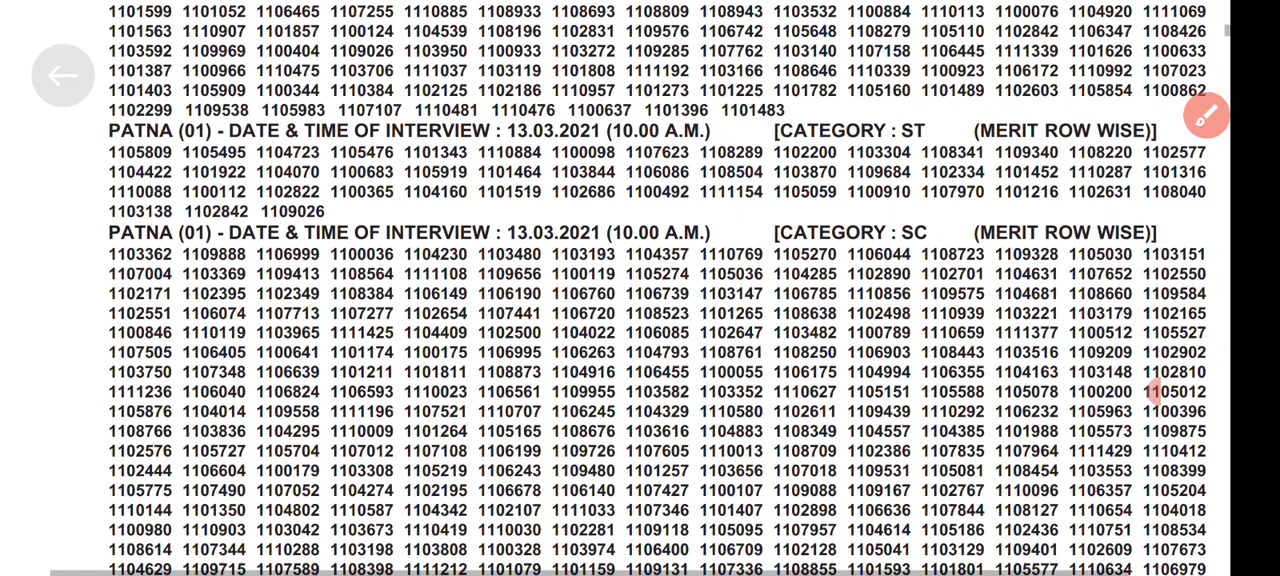 1101599 1101052 1106465 1107255 1110885 1108933 1108693 1108809 1108943 1103532 1100884 1110113 1100076 1104920 1111069
1101563 1110907 1101857 1100124 1104539 1108196 1102831 1109576 1106742 1105648 1108279 1105110 1102842 1106347 1108426
1103592 1109969 1100404 1109026 1103950 1100933 1103272 1109285 1107762 1103140 1107158 1106445 1111339 1101626 1100633
1101387 1100966 1110475 1103706 1111037 1103119 1101808 1111192 1103166 1108646 1110339 1100923 1106172 1110992 1107023
1101403 1105909 1100344 1110384 1102125 1102186 1110957 1101273 1101225 1101782 1105160 1101489 1102603 1105854 1100862
1102299 1109538 1105983 1107107 1110481 1110476 1100637 1101396 1101483
PATNA (01) - DATE & TIME OF INTERVIEW : 13.03.2021 (10.00 A.M.) [CATEGORY : ST (MERIT ROW WISE)]
1105809 1105495 1104723 1105476 1101343 1110884 1100098 1107623 1108289 1102200 1103304 1108341 1109340 1108220 1102577
1104422 1101922 1104070 1100683 1105919 1101464 1103844 1106086 1108504 1103870 1109684 1102334 1101452 1110287 1101316
1110088 1100112 1102822 1100365 1104160 1101519 1102686 1100492 1111154 1105059 1100910 1107970 1101216 1102631 1108040
1103138 1102842 1109026
PATNA (01) - DATE & TIME OF INTERVIEW : 13.03.2021 (10.00 A.M.) [CATEGORY : SC (MERIT ROW WISE)]
1103362 1109888 1106999 1100036 1104230 1103480 1103193 1104357 1110769 1105270 1106044 1108723 1109328 1105030 1103151
1107004 1103369 1109413 1108564 1111108 1109656 1100119 1105274 1105036 1104285 1102890 1102701 1104631 1107652 1102550
1102171 1102395 1102349 1108384 1106149 1106190 1106760 1106739 1103147 1106785 1110856 1109575 1104681 1108660 1109584
1102551 1106074 1107713 1107277 1102654 1107441 1106720 1108523 1101265 1108638 1102498 1110939 1103221 1103179 1102165
1100846 1110119 1103965 1111425 1104409 1102500 1104022 1106085 1102647 1103482 1100789 1110659 1111377 1100512 1105527
1107505 1106405 1100641 1101174 1100175 1106995 1106263 1104793 1108761 1108250 1106903 1108443 1103516 1109209 1102902
1103750 1107348 1106639 1101211 1101811 1108873 1104916 1106455 1100055 1106175 1104994 1106355 1104163 1103148 1102810
1111236 1106040 1106824 1106593 1110023 1106561 1109955 1103582 1103352 1110627 1105151 1105588 1105078 1100200 1105012
1105876 1104014 1109558 1111196 1107521 1110707 1106245 1104329 1110580 1102611 1109439 1110292 1106232 1105963 1100396
1108766 1103836 1104295 1110009 1101264 1105165 1108676 1103616 1104883 1108349 1104557 1104385 1101988 1105573 1109875
1102576 1105727 1105704 1107012 1107108 1106199 1109726 1107605 1110013 1108709 1102386 1107835 1107964 1111429 1110412
1102444 1106604 1100179 1103308 1105219 1106243 1109480 1101257 1103656 1107018 1109531 1105081 1108454 1103553 1108399
1105775 1107490 1107052 1104274 1102195 1106678 1106140 1107427 1100107 1109088 1109167 1102767 1110096 1106357 1105204
1110144 1101350 1104802 1110587 1104342 1102107 1111033 1107346 1101407 1102898 1106636 1107844 1108127 1110654 1104018
1100980 1110903 1103042 1103673 1110419 1110030 1102281 1109118 1105095 1107957 1104614 1105186 1102436 1110751 1108534
1108614 1107344 1110288 1103198 1103808 1100328 1103974 1106400 1106709 1102128 1105041 1103129 1109401 1102609 1107673
1104629 1109715 1107589 1108398 1111212 1101079 1101159 1109131 1107336 1108855 1101593 1101801 1105577 1110634 1106979